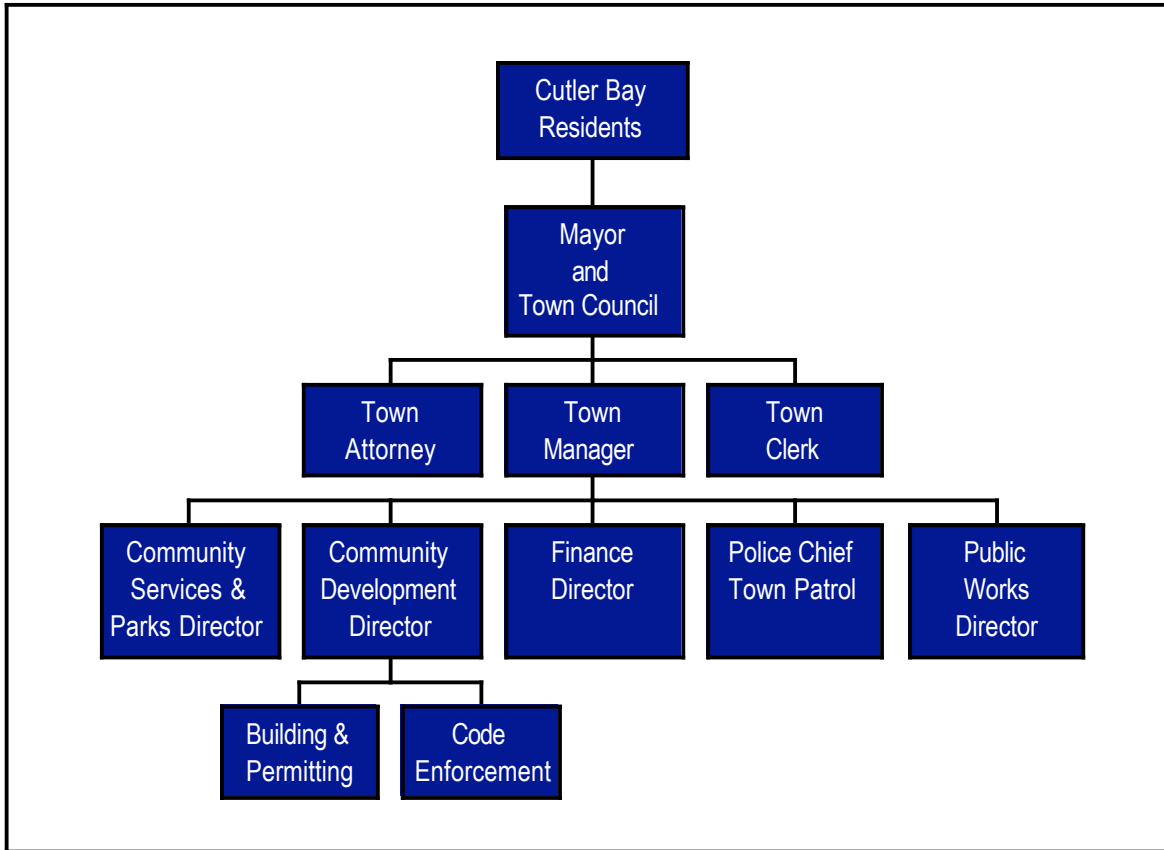 Cutler Bay
Residents
Mayor
and
Town Council
Town
Attorney
Town
Manager
Town
Clerk
Community
Services &
Parks Director
Community
Development
Director
Finance
Director
Police Chief
Town Patrol
Public
Works
Director
Building &
Permitting
Code
Enforcement